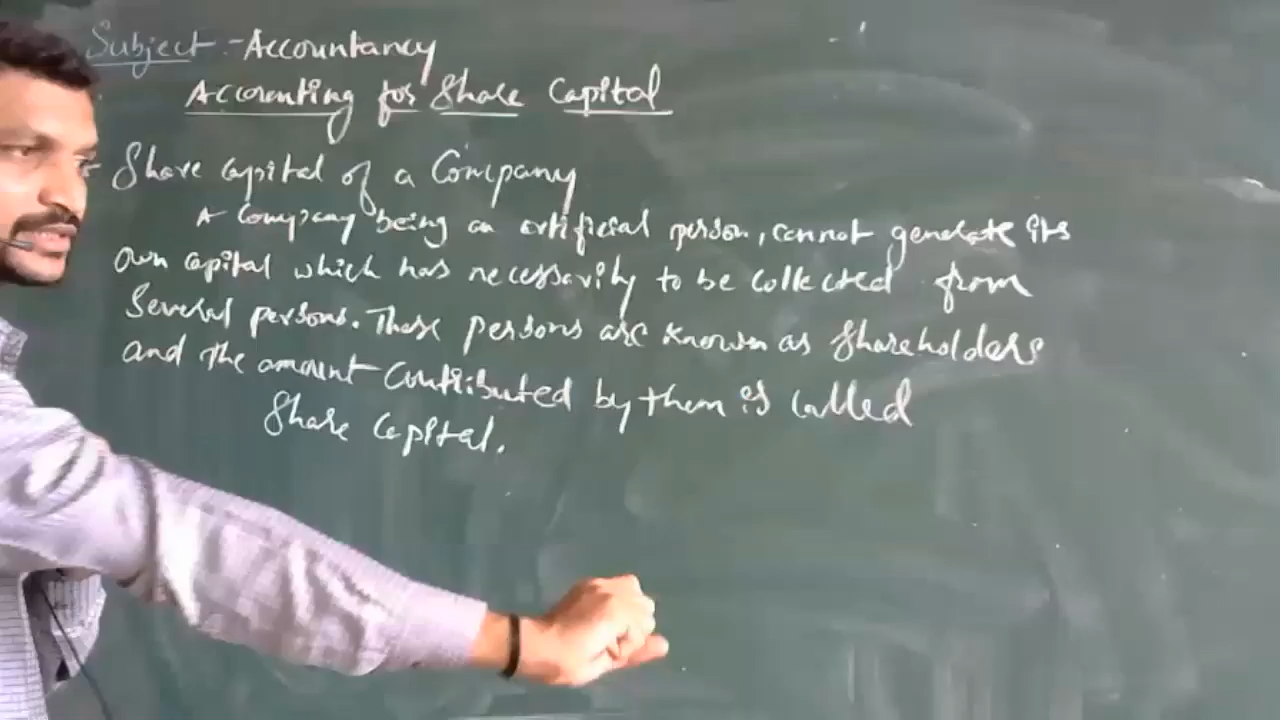 Subject :- Accountancy
Accounting for Share Capital
Share capital of a Company
A Company being an artificial person, cannot generate its
own capital which has necessarily to be collected from
several persons. These persons are known as shareholders
and the amount contributed by them is called
Share Capital.